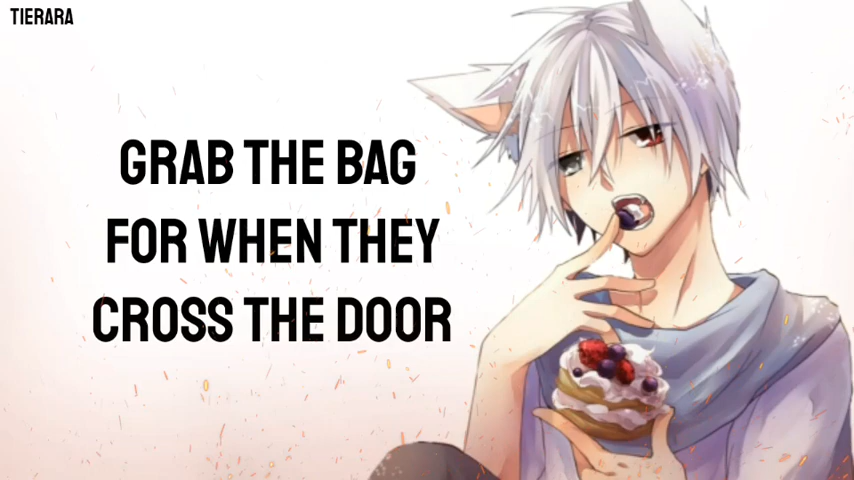 TIERARA
GRAB THE BAG
FOR WHEN THEY
CROSS THE DOOR